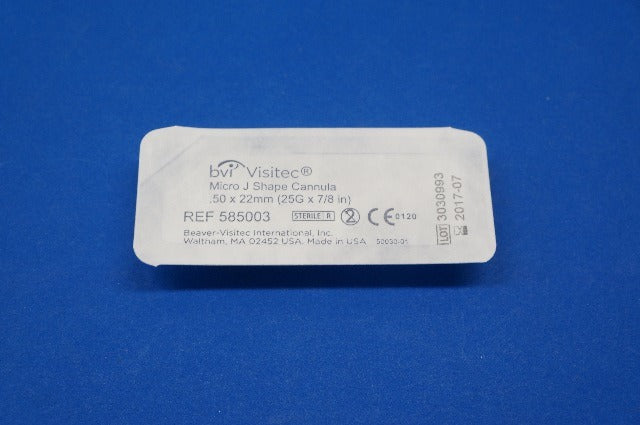 bvi Visitec®
Micro J Shape Cannula
.50 x 22mm (25G x 7/8 in)
REF 585003 STERILE R 2 CE 0120
Beaver-Visitec International, Inc.
Waltham, MA 02452 USA. Made in USA
LOT 3030993
2017-07